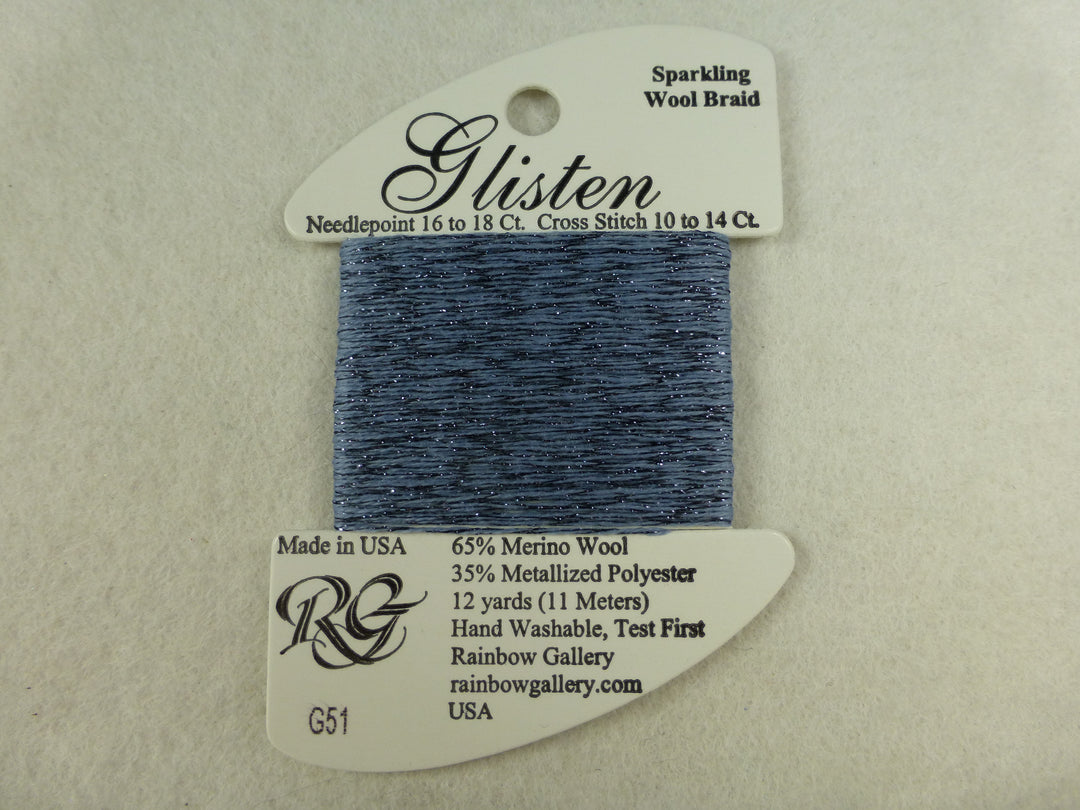 Sparkling
Wool Braid
Glisten
Needlepoint 16 to 18 Ct. Cross Stitch 10 to 14 Ct.
Made in USA
RG
G51
65% Merino Wool
35% Metallized Polyester
12 yards (11 Meters)
Hand Washable, Test First
Rainbow Gallery
rainbowgallery.com
USA